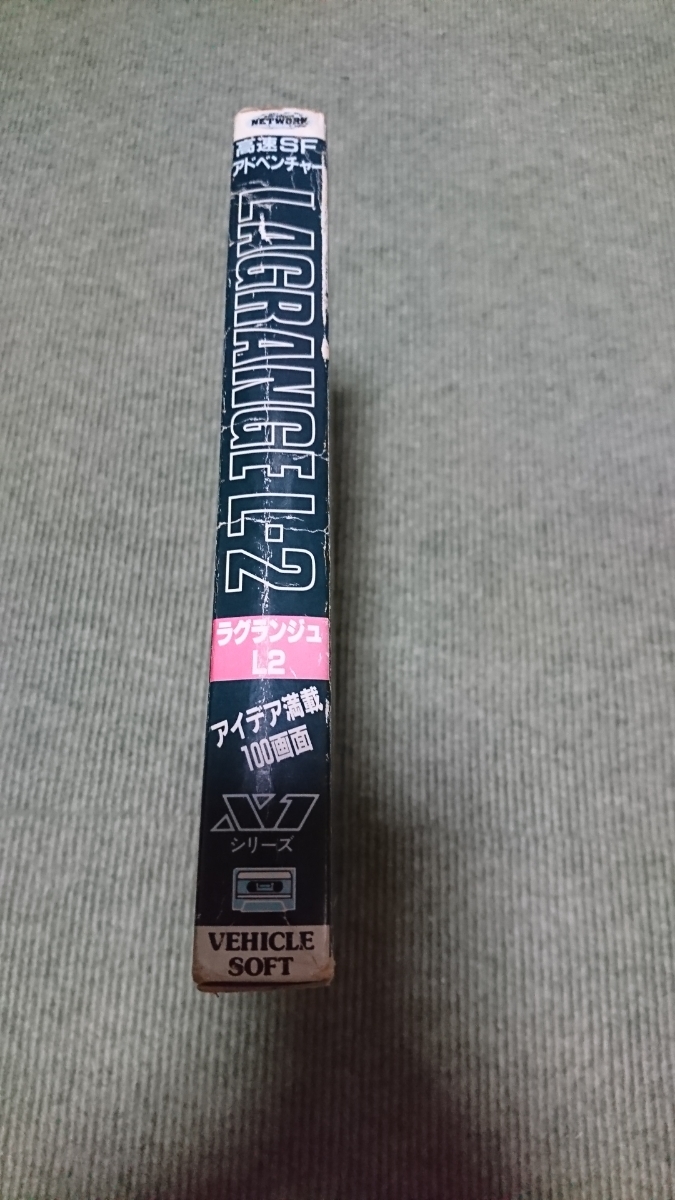 NETWORK
高速SF
アドベンチャー
LAGRANGE L-2
ラグランジュ
L2
アイデア満載
100画面
X1
シリーズ
VEHICLE
SOFT